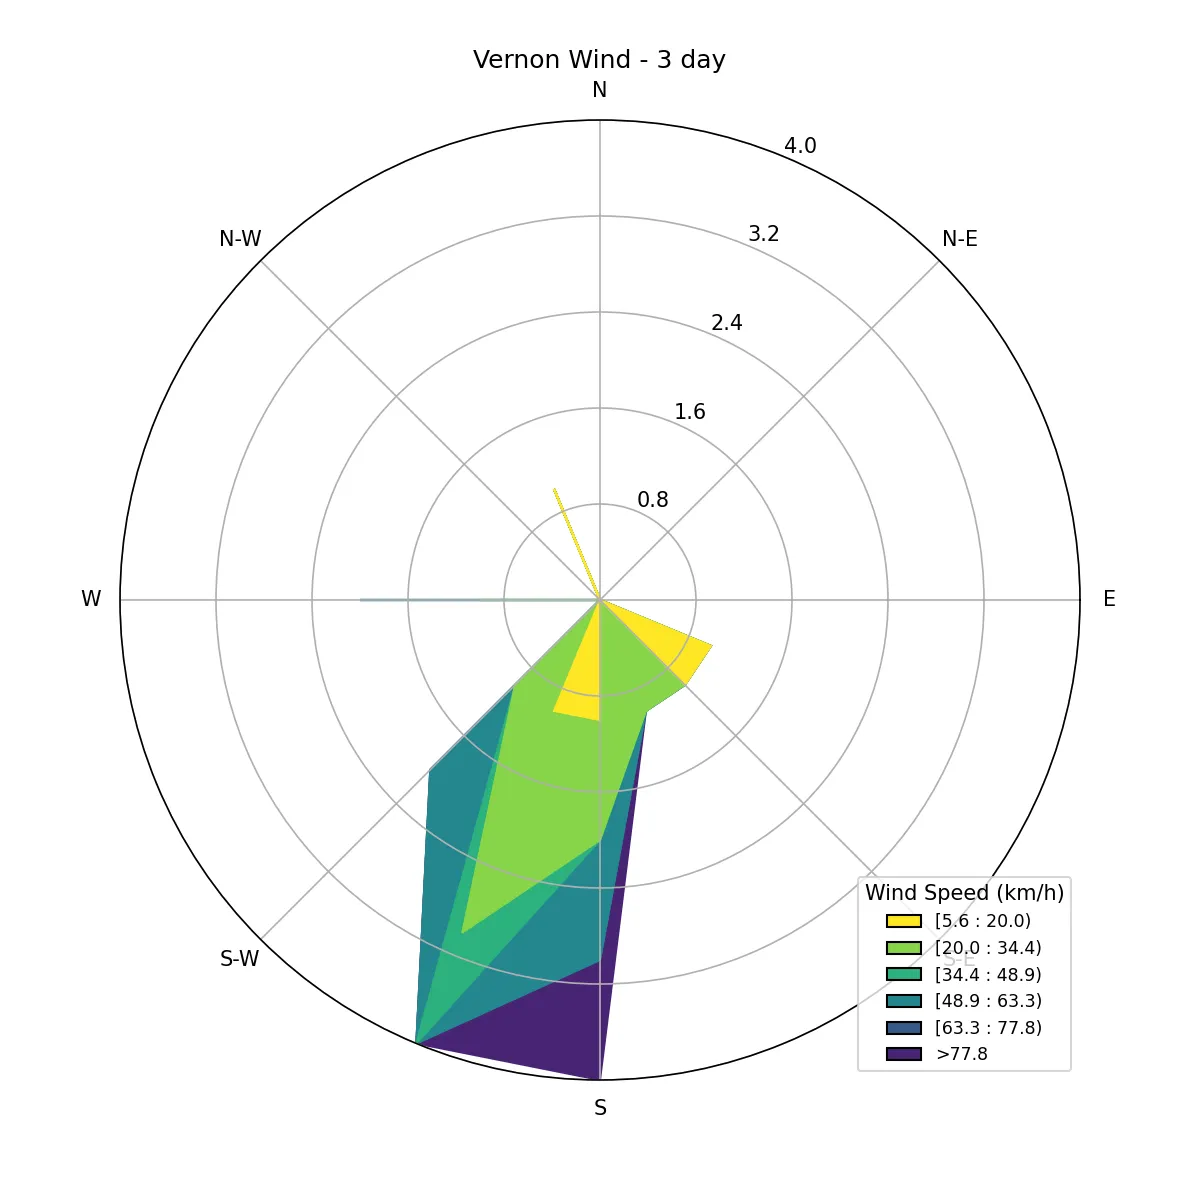 Vernon Wind - 3 day
N
4.0
N-W
3.2
N-E
2.4
1.6
0.8
W
E
S-W
S-E
S
Wind Speed (km/h)
[5.6 : 20.0)
[20.0 : 34.4)
[34.4 : 48.9)
[48.9 : 63.3)
[63.3 : 77.8)
>77.8